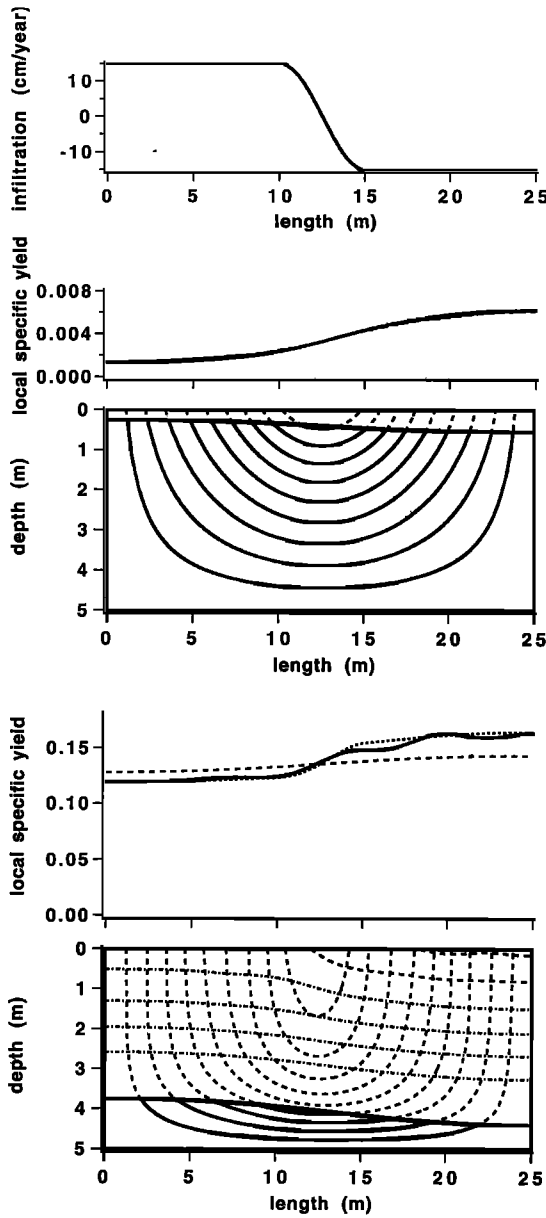 infiltration (cm/year)
10
0
-10
0 5 10 15 20 25
length (m)
local specific yield
0.008
0.004
0.000
depth (m)
0
1
2
3
4
5
0 5 10 15 20 25
length (m)
local specific yield
0.15
0.10
0.05
0.00
depth (m)
0
1
2
3
4
5
0 5 10 15 20 25
length (m)